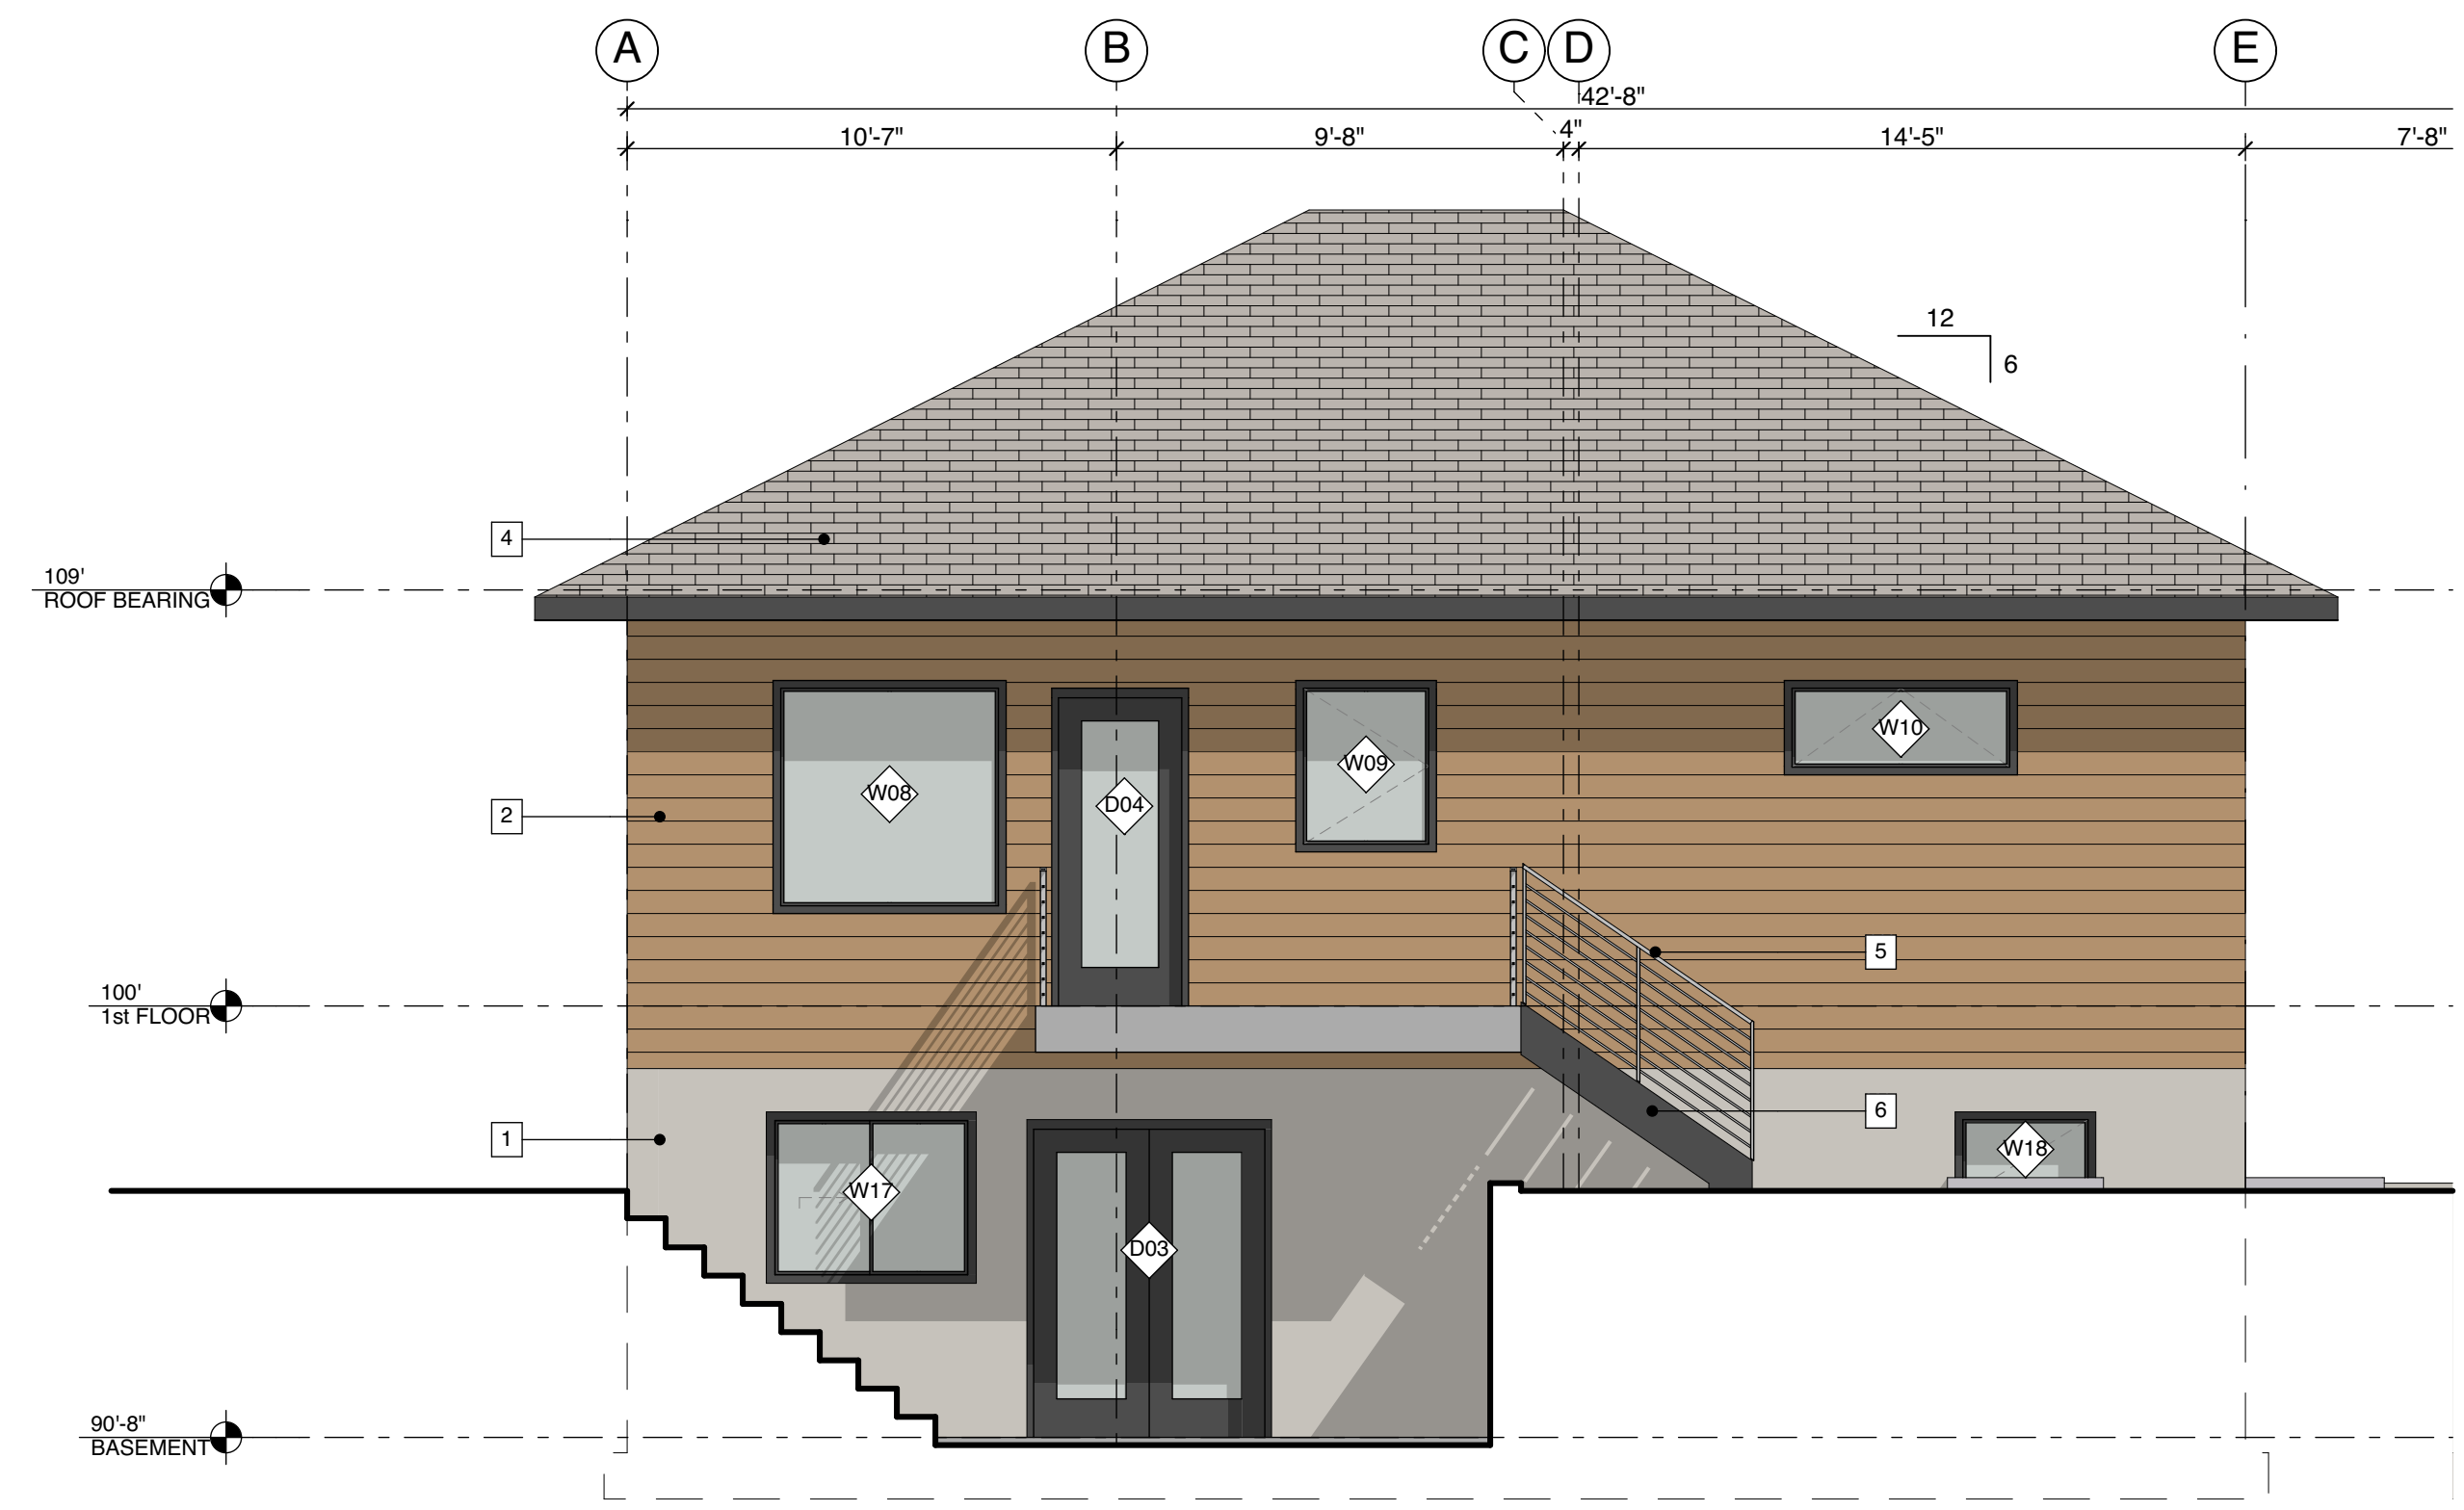 A B C D E
42'-8"
10'-7" 9'-8" 4" 14'-5" 7'-8"
12
6
4
109'
ROOF BEARING
W08 D04 W09 W10
2
5
100'
1st FLOOR
6
1
W17 D03 W18
90'-8"
BASEMENT